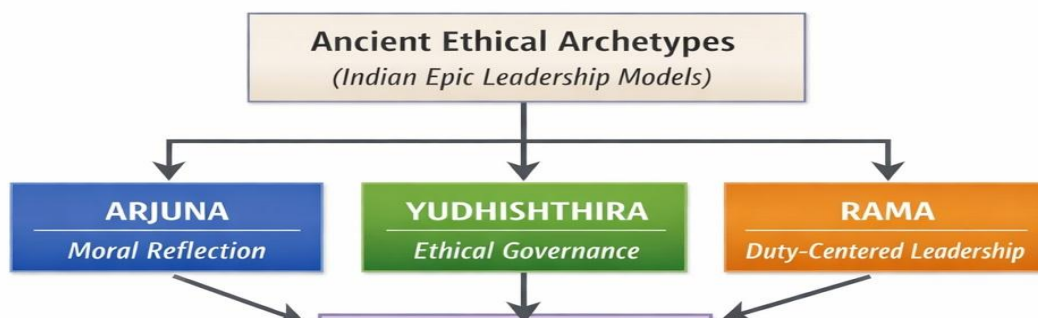 Ancient Ethical Archetypes
(Indian Epic Leadership Models)
ARJUNA
Moral Reflection
YUDHISHTHIRA
Ethical Governance
RAMA
Duty-Centered Leadership